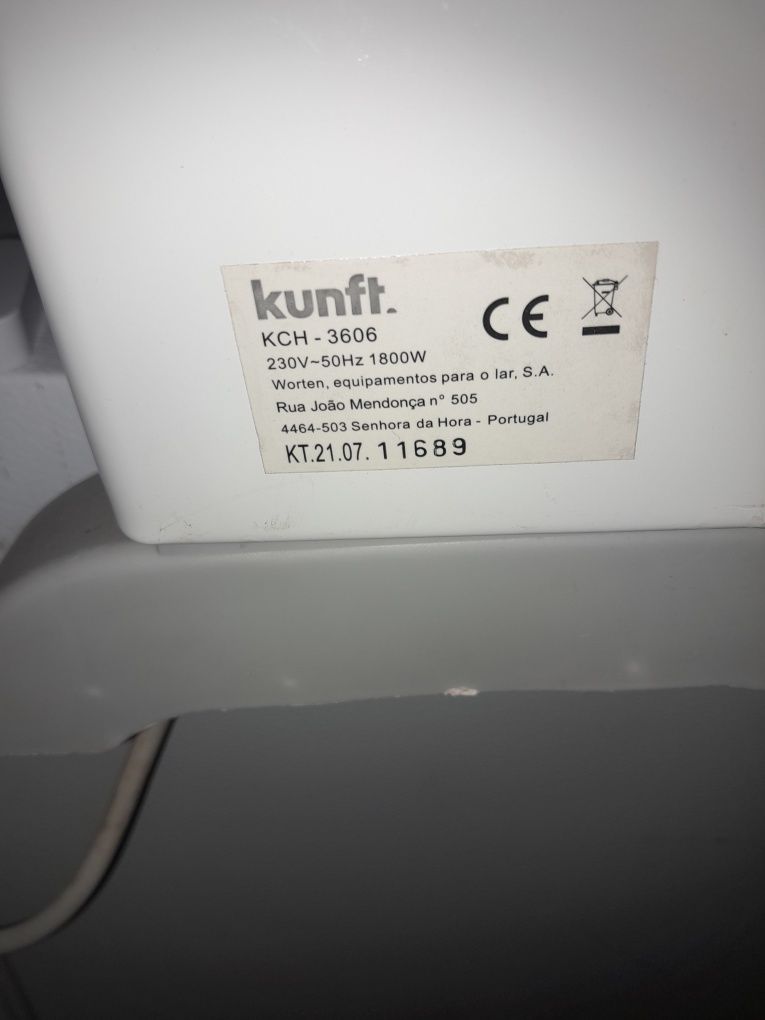 kunft.
KCH - 3606
CE
230V~50Hz 1800W
Worten, equipamentos para o lar, S.A.
Rua João Mendonça nº 505
4464-503 Senhora da Hora - Portugal
KT.21.07. 11689